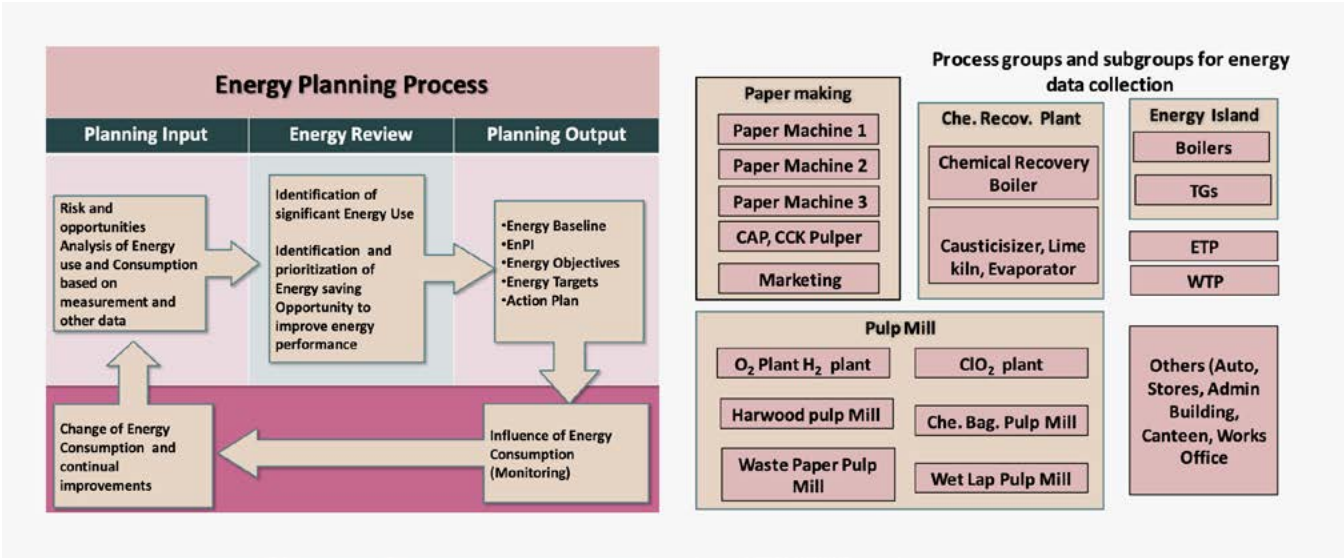 Energy Planning Process
Planning Input
Energy Review
Planning Output
Risk and
opportunities
Analysis of Energy
use and Consumption
based on
measurement and
other data
Identification of
significant Energy Use
Identification and
prioritization of
Energy saving
Opportunity to
improve energy
performance
•Energy Baseline
•EnPI
•Energy Objectives
•Energy Targets
•Action Plan
Change of Energy
Consumption and
continual
improvements
Influence of Energy
Consumption
(Monitoring)
Process groups and subgroups for energy
data collection
Paper making
Paper Machine 1
Paper Machine 2
Paper Machine 3
CAP, CCK Pulper
Marketing
Che. Recov. Plant
Chemical Recovery
Boiler
Causticisizer, Lime
kiln, Evaporator
Energy Island
Boilers
TGs
ETP
WTP
Pulp Mill
O₂ Plant H₂ plant
ClO₂ plant
Harwood pulp Mill
Che. Bag. Pulp Mill
Waste Paper Pulp
Mill
Wet Lap Pulp Mill
Others (Auto,
Stores, Admin
Building,
Canteen, Works
Office